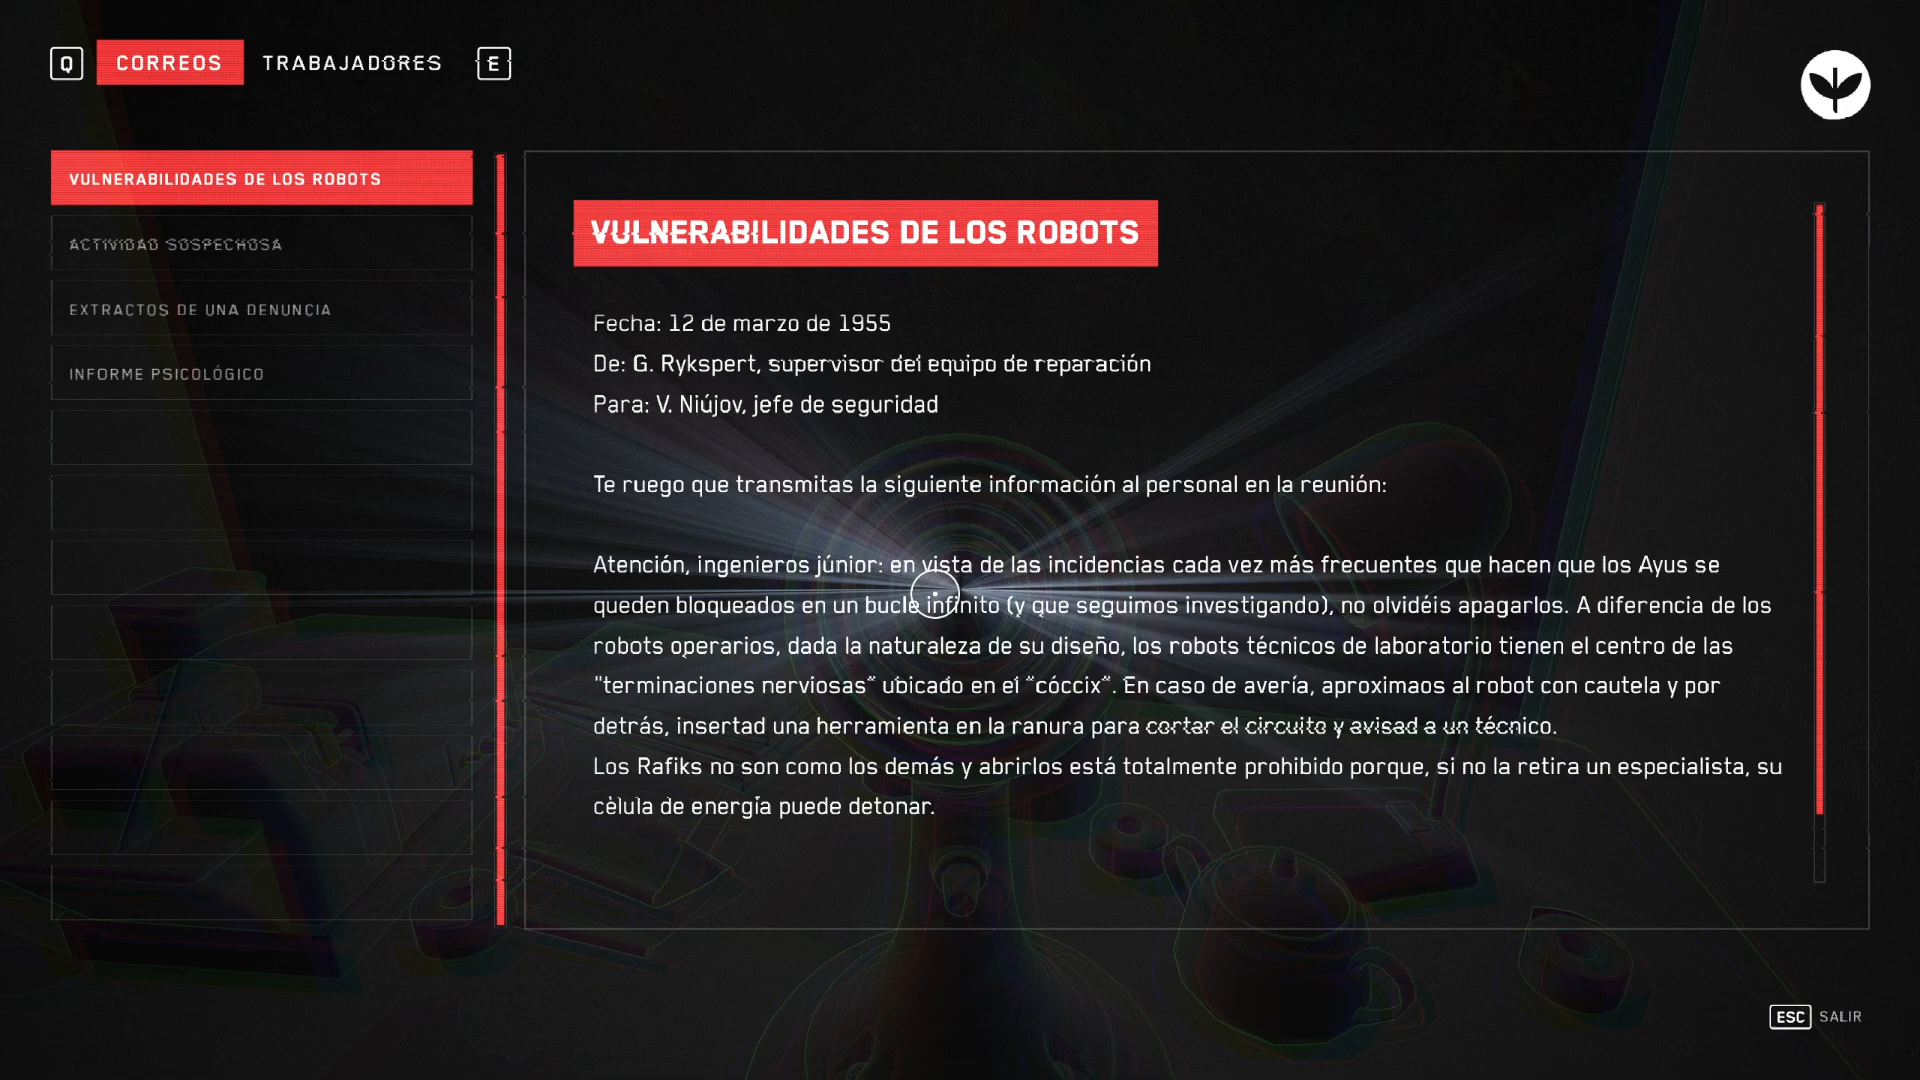 Q CORREOS TRABAJADORES E
VULNERABILIDADES DE LOS ROBOTS
ACTIVIDAD SOSPECHOSA
EXTRACTOS DE UNA DENUNCIA
INFORME PSICOLÓGICO
VULNERABILIDADES DE LOS ROBOTS
Fecha: 12 de marzo de 1955
De: G. Rykspert, supervisor del equipo de reparación
Para: V. Niújov, jefe de seguridad
Te ruego que transmitas la siguiente información al personal en la reunión:
Atención, ingenieros júnior: en vista de las incidencias cada vez más frecuentes que hacen que los Ayus se
queden bloqueados en un bucle infinito (y que seguimos investigando), no olvidéis apagarlos. A diferencia de los
robots operarios, dada la naturaleza de su diseño, los robots técnicos de laboratorio tienen el centro de las
"terminaciones nerviosas" ubicado en el "cóccix". En caso de avería, aproximaos al robot con cautela y por
detrás, insertad una herramienta en la ranura para cortar el circuito y avisad a un técnico.
Los Rafiks no son como los demás y abrirlos está totalmente prohibido porque, si no la retira un especialista, su
célula de energía puede detonar.
ESC SALIR